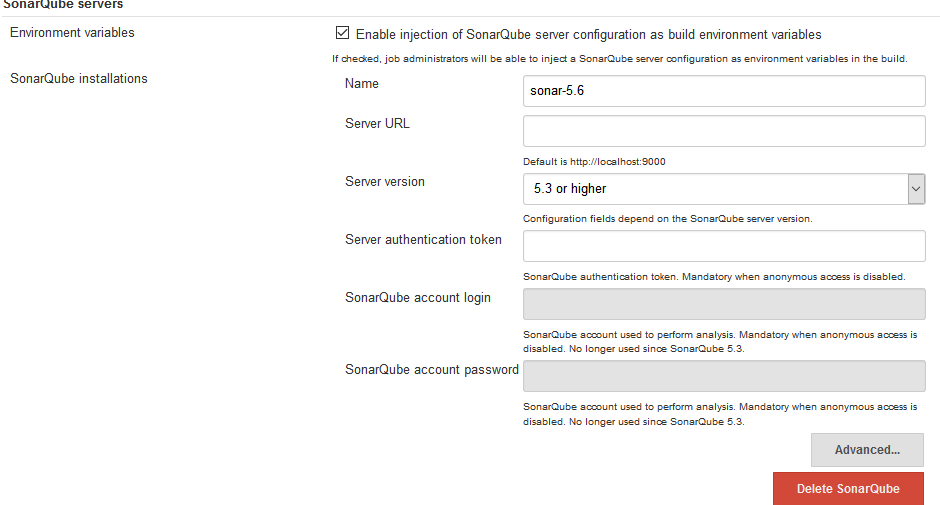 SonarQube servers
Environment variables
Enable injection of SonarQube server configuration as build environment variables
If checked, job administrators will be able to inject a SonarQube server configuration as environment variables in the build.
SonarQube installations
Name
sonar-5.6
Server URL
Default is http://localhost:9000
Server version
5.3 or higher
Configuration fields depend on the SonarQube server version.
Server authentication token
SonarQube authentication token. Mandatory when anonymous access is disabled.
SonarQube account login
SonarQube account used to perform analysis. Mandatory when anonymous access is
disabled. No longer used since SonarQube 5.3.
SonarQube account password
SonarQube account used to perform analysis. Mandatory when anonymous access is
disabled. No longer used since SonarQube 5.3.
Advanced...
Delete SonarQube